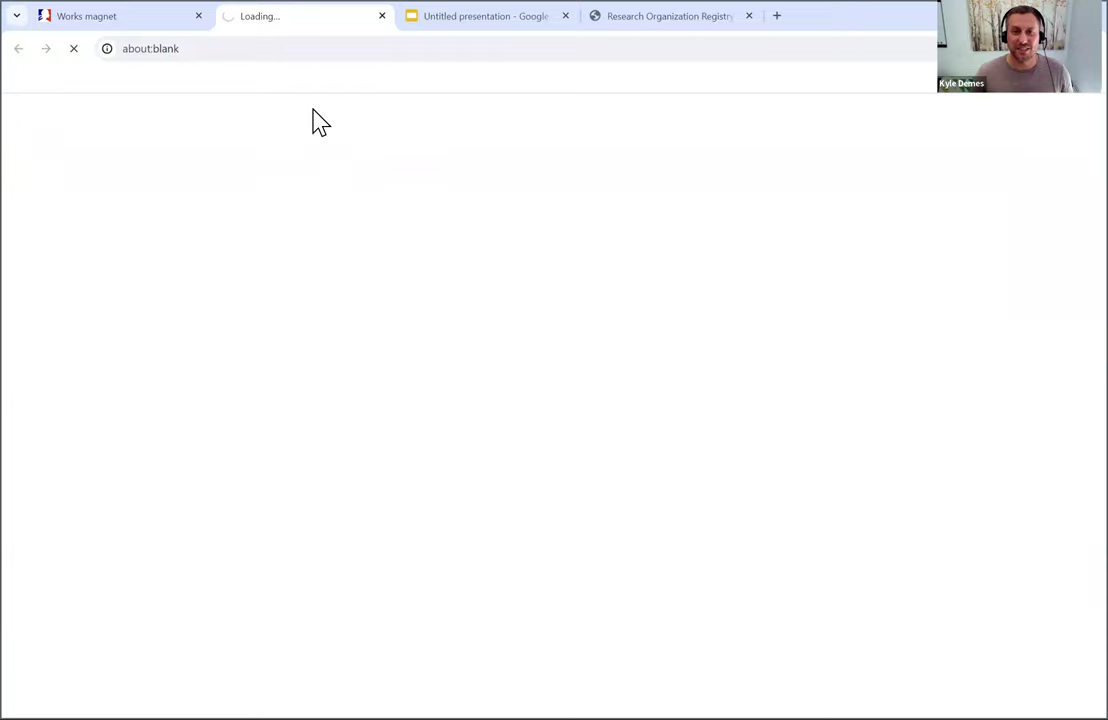 Works magnet
Loading...
Untitled presentation - Google
Research Organization Registry
about:blank
Kyle Demes